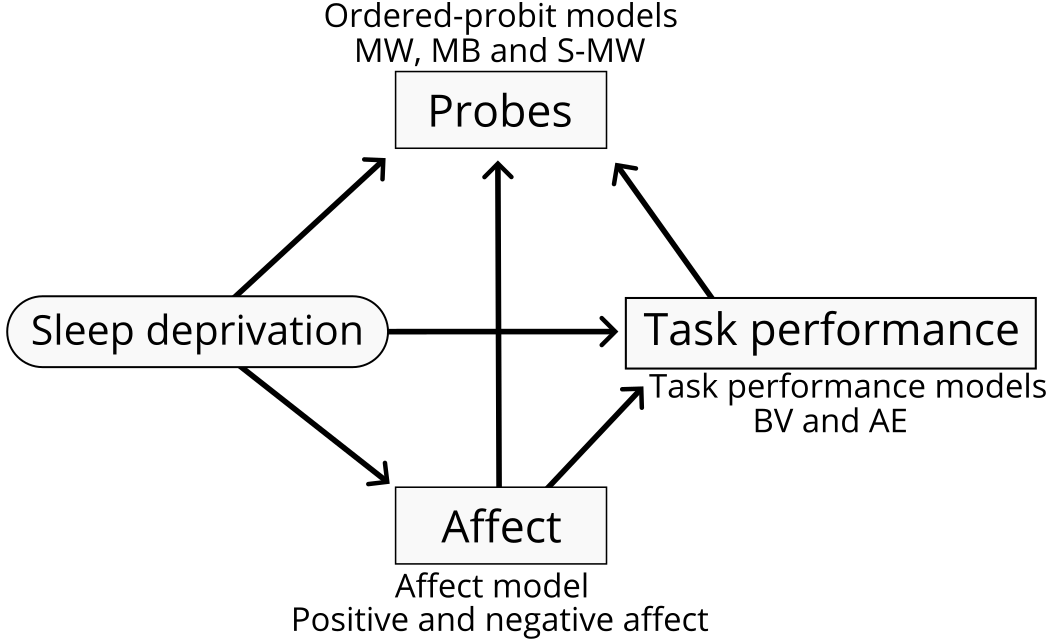 Ordered-probit models
MW, MB and S-MW
Probes
Sleep deprivation
Task performance
Task performance models
BV and AE
Affect
Affect model
Positive and negative affect